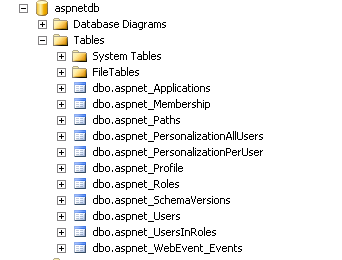 aspnetdb
Database Diagrams
Tables
System Tables
FileTables
dbo.aspnet_Applications
dbo.aspnet_Membership
dbo.aspnet_Paths
dbo.aspnet_PersonalizationAllUsers
dbo.aspnet_PersonalizationPerUser
dbo.aspnet_Profile
dbo.aspnet_Roles
dbo.aspnet_SchemaVersions
dbo.aspnet_Users
dbo.aspnet_UsersInRoles
dbo.aspnet_WebEvent_Events